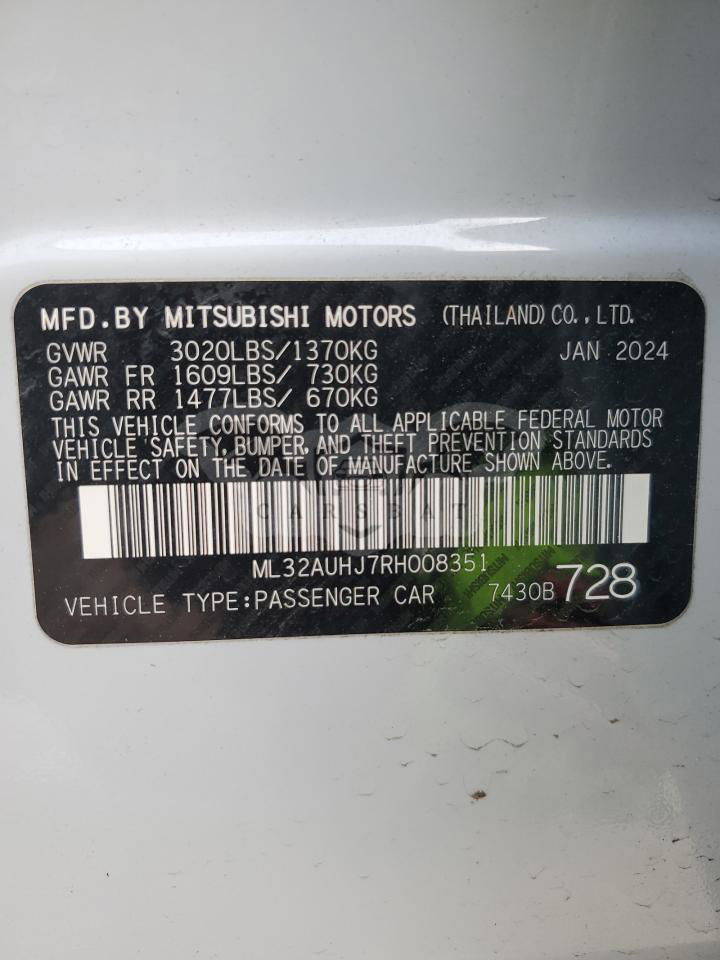 MFD.BY MITSUBISHI MOTORS (THAILAND)CO.,LTD.
GVWR 3020LBS/1370KG JAN 2024
GAWR FR 1609LBS/ 730KG
GAWR RR 1477LBS/ 670KG
THIS VEHICLE CONFORMS TO ALL APPLICABLE FEDERAL MOTOR
VEHICLE SAFETY, BUMPER, AND THEFT PREVENTION STANDARDS
IN EFFECT ON THE DATE OF MANUFACTURE SHOWN ABOVE.
CARSBAT
ML32AUHJ7RH008351
VEHICLE TYPE:PASSENGER CAR 7430B 728